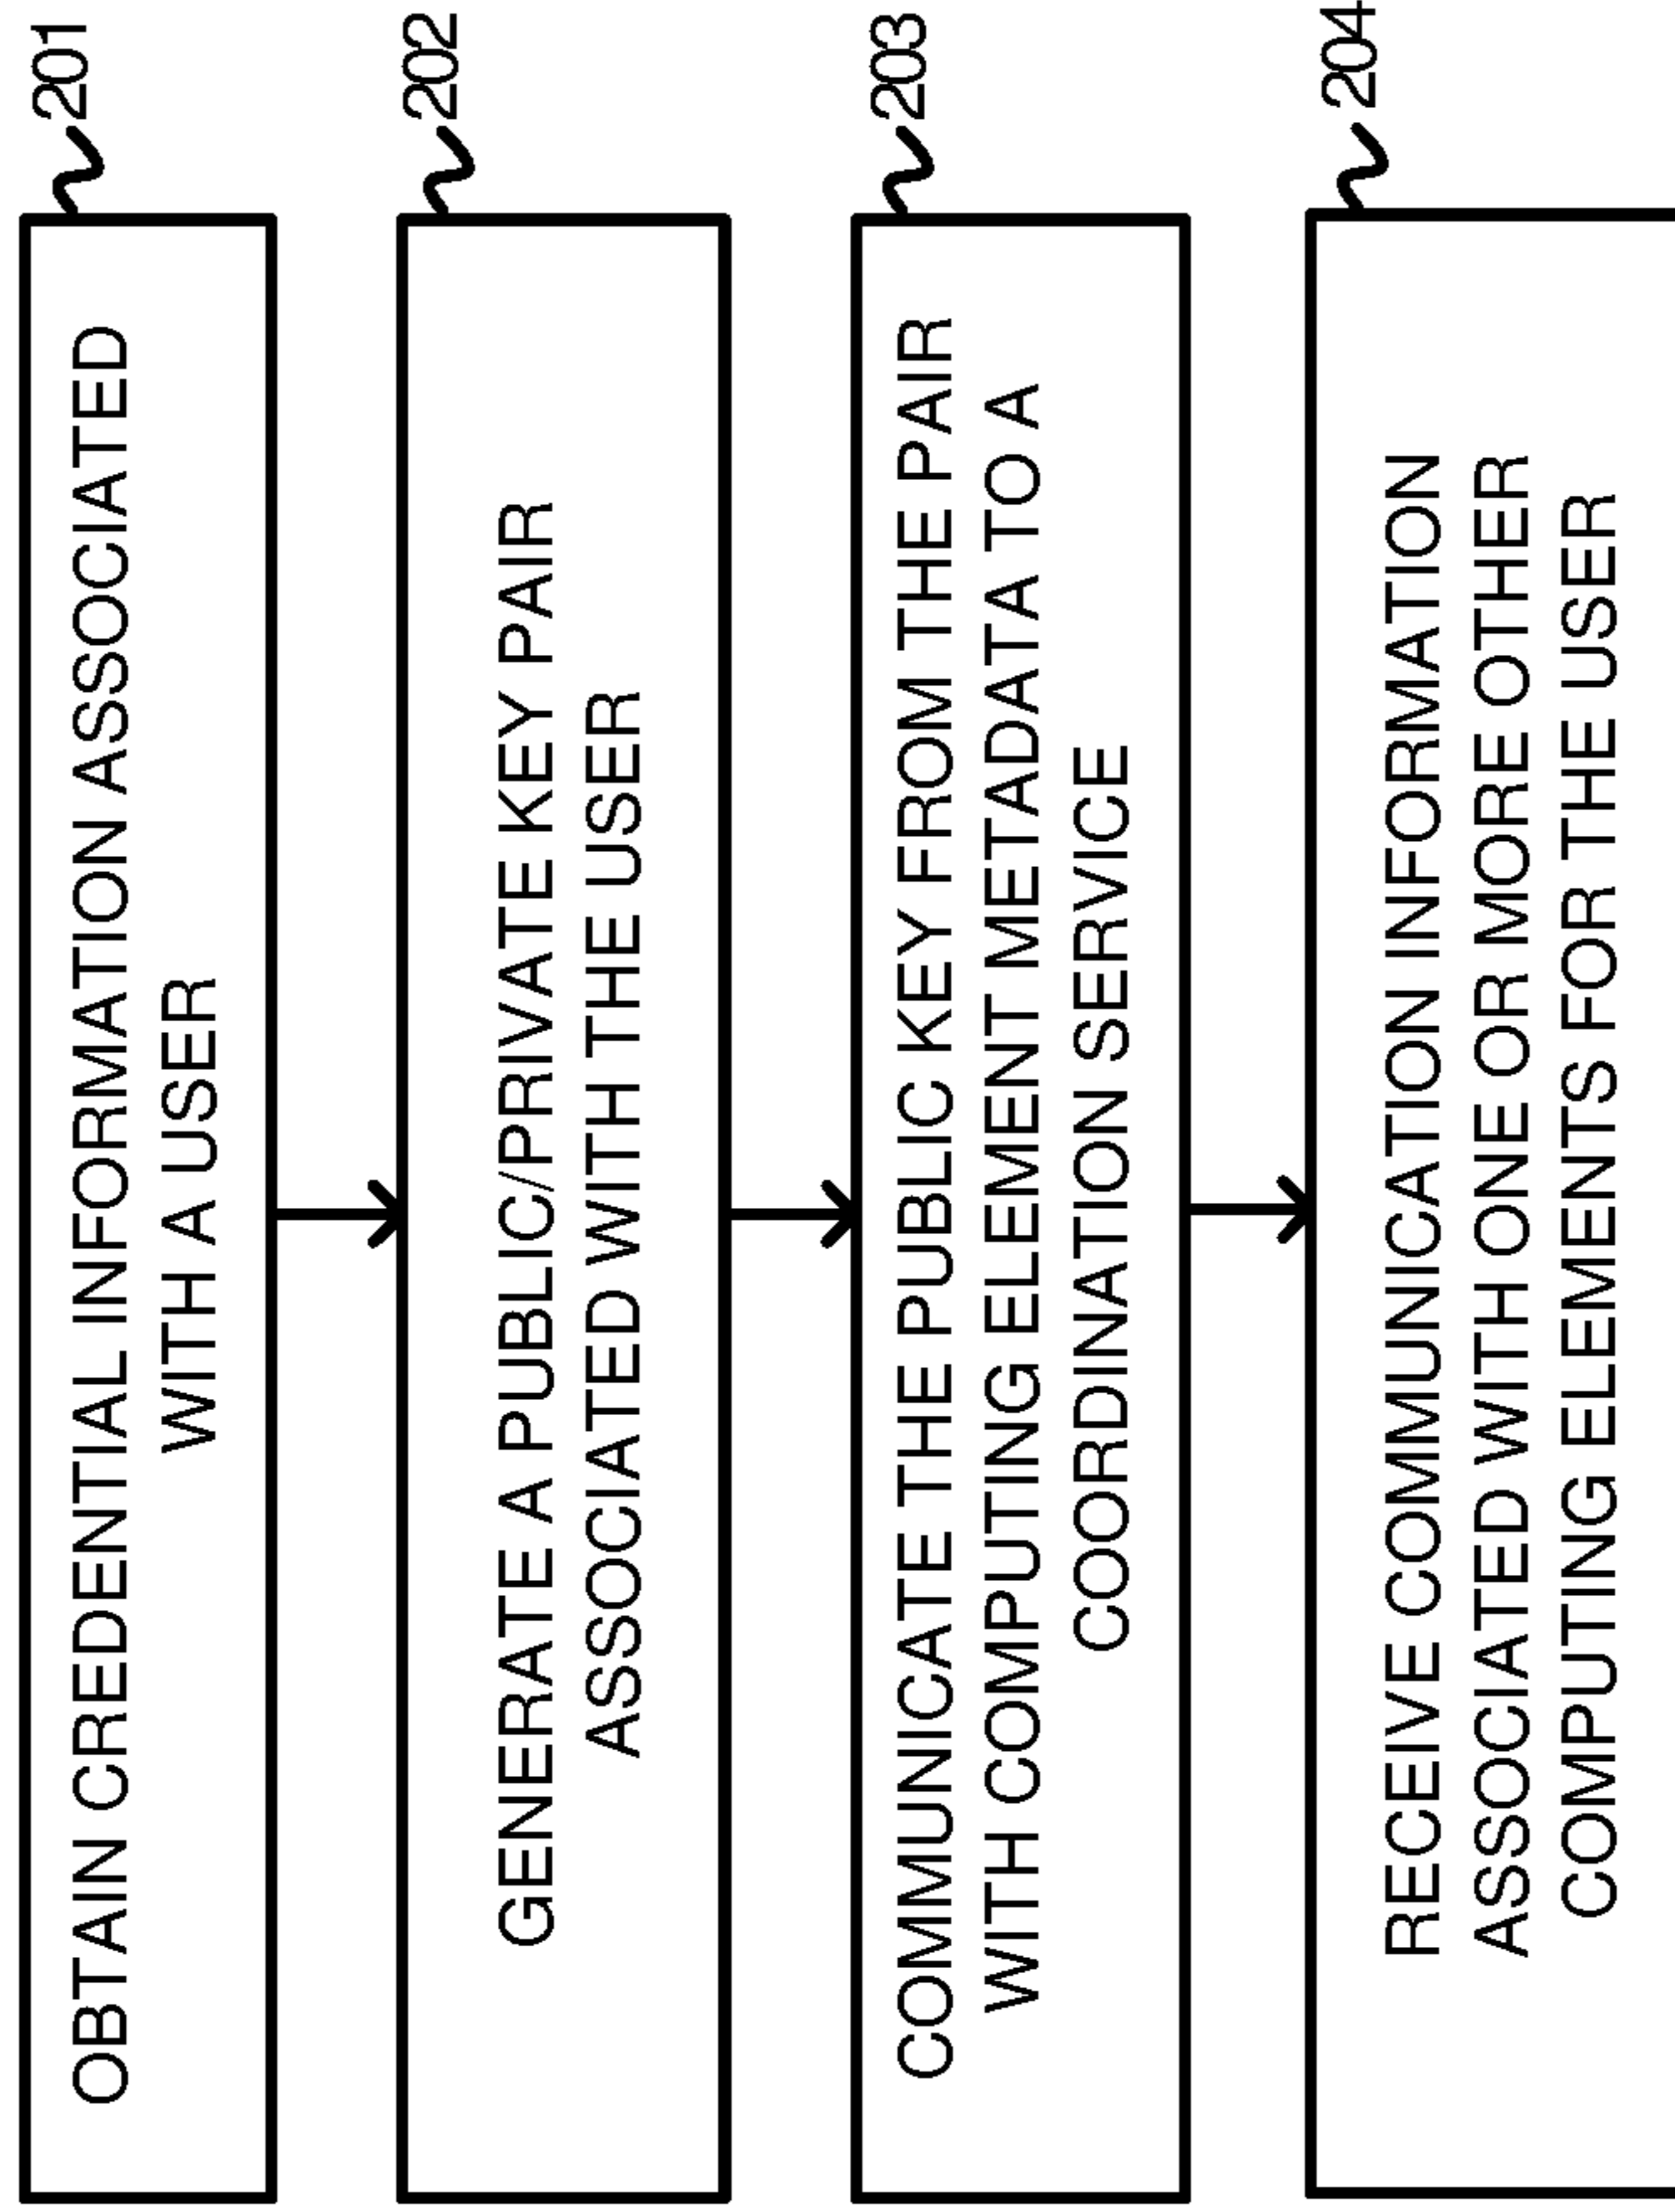 OBTAIN CREDENTIAL INFORMATION ASSOCIATED
WITH A USER
201
GENERATE A PUBLIC/PRIVATE KEY PAIR
ASSOCIATED WITH THE USER
202
COMMUNICATE THE PUBLIC KEY FROM THE PAIR
WITH COMPUTING ELEMENT METADATA TO A
COORDINATION SERVICE
203
RECEIVE COMMUNICATION INFORMATION
ASSOCIATED WITH ONE OR MORE OTHER
COMPUTING ELEMENTS FOR THE USER
204